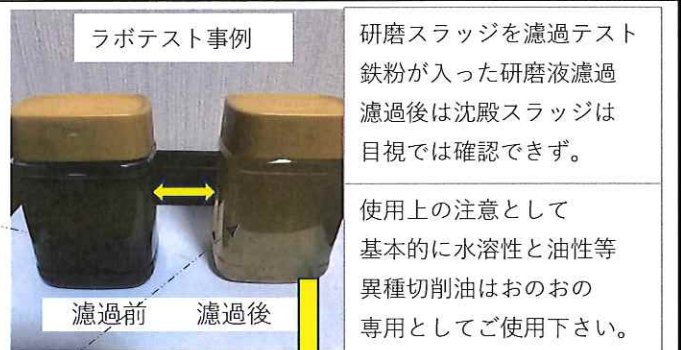 ラボテスト事例
濾過前
濾過後
研磨スラッジを濾過テスト
鉄粉が入った研磨液濾過
濾過後は沈殿スラッジは
目視では確認できず。
使用上の注意として
基本的に水溶性と油性等
異種切削油はおのおの
専用としてご使用下さい。